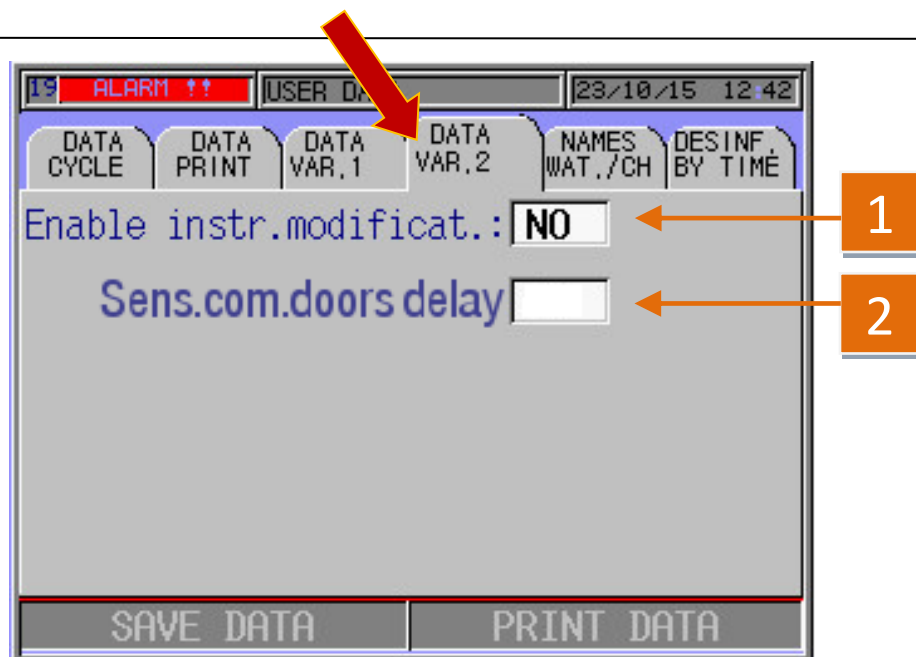 19 ALARM !! USER DA 23/10/15 12:42
DATA CYCLE DATA PRINT DATA VAR.1 DATA VAR.2 NAMES WAT./CH DESINF. BY TIME
Enable instr.modificat.: NO 1
Sens.com.doors delay 2
SAVE DATA PRINT DATA